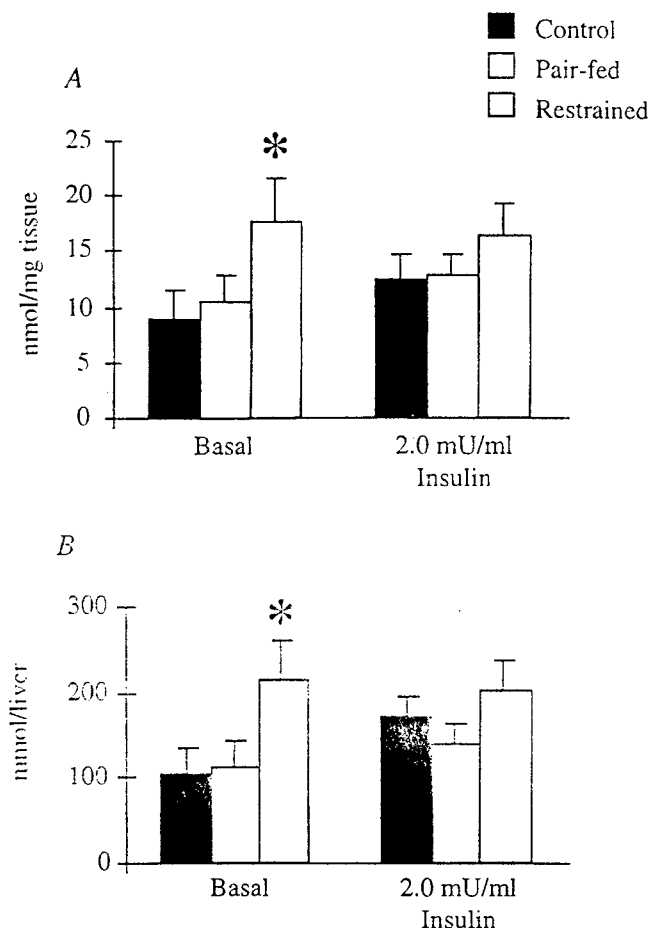 Control
Pair-fed
Restrained
A
*
25
20
15
10
5
0
nmol/mg tissue
Basal
2.0 mU/ml
Insulin
B
*
300
200
100
0
mmol/liver
Basal
2.0 mU/ml
Insulin